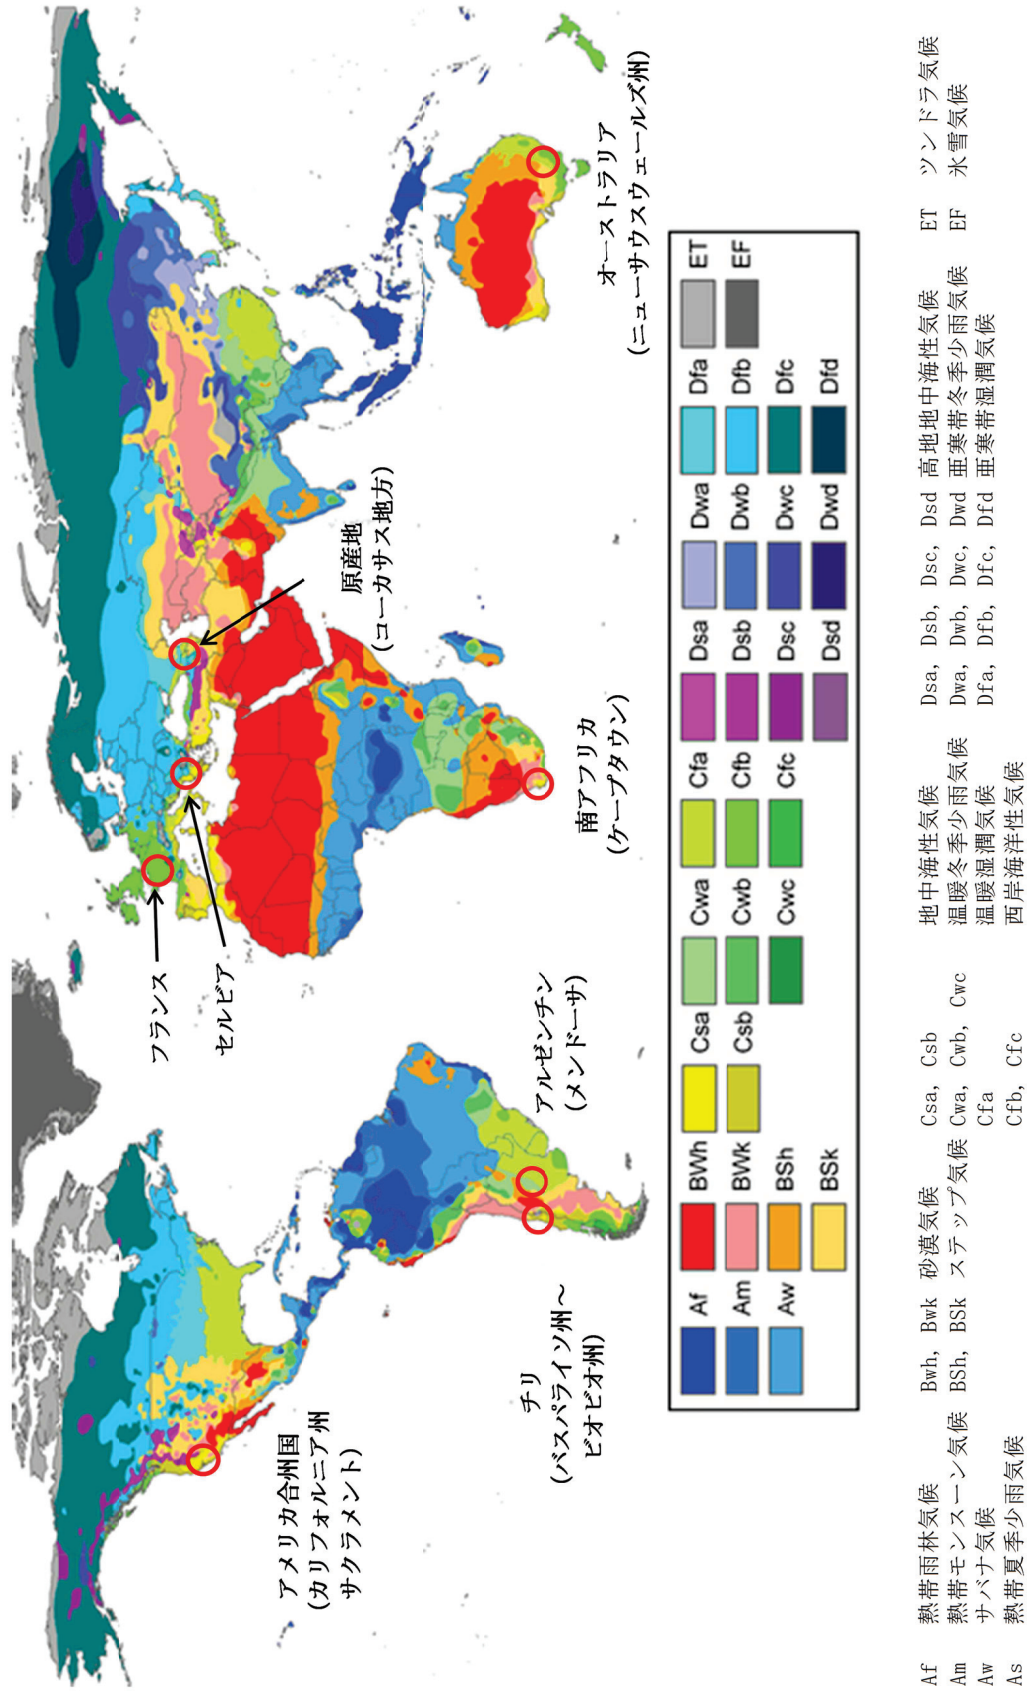 フランス
セルビア
原産地
(コーカサス地方)
アメリカ合州国
(カリフォルニア州
サクラメント)
チリ
(バスパライソ州～
ビオビオ州)
アルゼンチン
(メンドーサ)
南アフリカ
(ケープタウン)
オーストラリア
(ニューサウスウェールズ州)
Af BWh Csa Cwa Cfa Dsa Dwa Dfa ET
Am BWk Csb Cwb Cfb Dsb Dwb Dfb EF
Aw BSh Cwc Cfc Dsc Dwc Dfc
BSk Dsd Dwd Dfd
Af 熱帯雨林気候 Bwh, Bwk 砂漠気候 Csa, Csb 地中海性気候 Dsa, Dsb, Dsc, Dsd 高地地中海性気候 ET ツンドラ気候
Am 熱帯モンスーン気候 BSh, BSk ステップ気候 Cwa, Cwb, Cwc 温暖冬季少雨気候 Dwa, Dwb, Dwc, Dwd 亜寒帯冬季少雨気候 EF 氷雪気候
Aw サバナ気候 Cfa 温暖湿潤気候 Dfa, Dfb, Dfc, Dfd 亜寒帯湿潤気候
As 熱帯夏季少雨気候 Cfb, Cfc 西岸海洋性気候